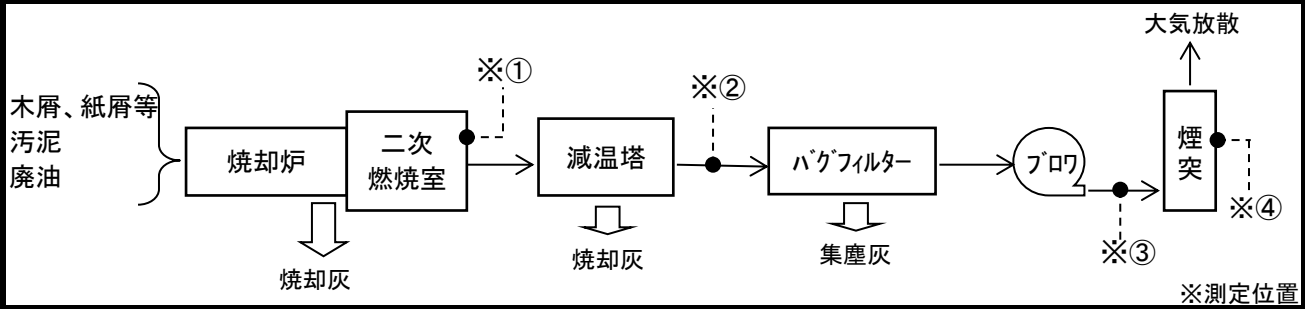 木屑、紙屑等
汚泥
廃油
焼却炉
二次
燃焼室
※①
減温塔
※②
ﾊﾞｸﾞﾌｨﾙﾀｰ
ﾌﾞﾛﾜ
※③
煙
突
※④
大気放散
焼却灰
焼却灰
集塵灰
※測定位置